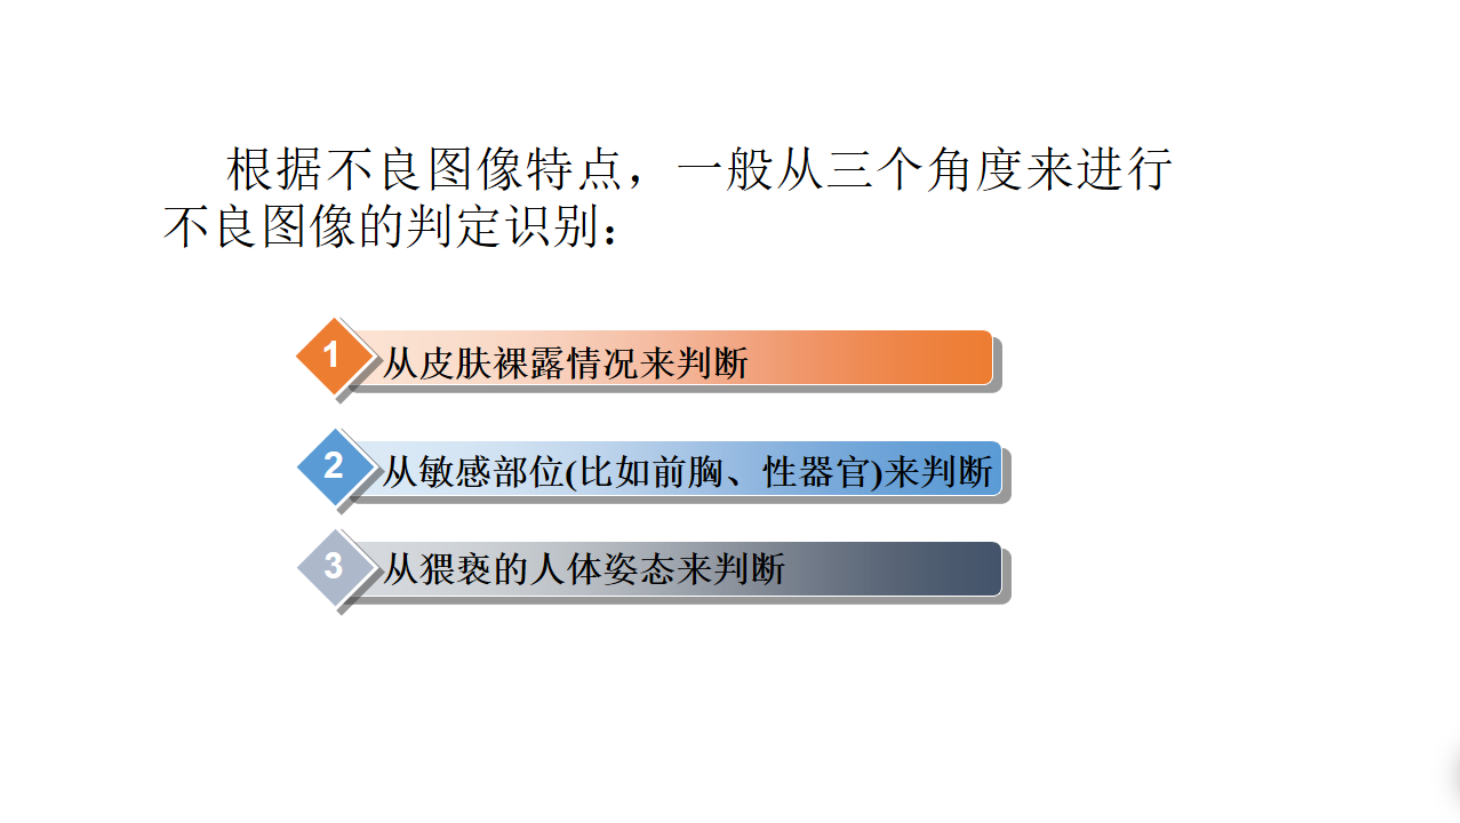 根据不良图像特点，一般从三个角度来进行
不良图像的判定识别：
1 从皮肤裸露情况来判断
2 从敏感部位(比如前胸、性器官)来判断
3 从猥亵的人体姿态来判断